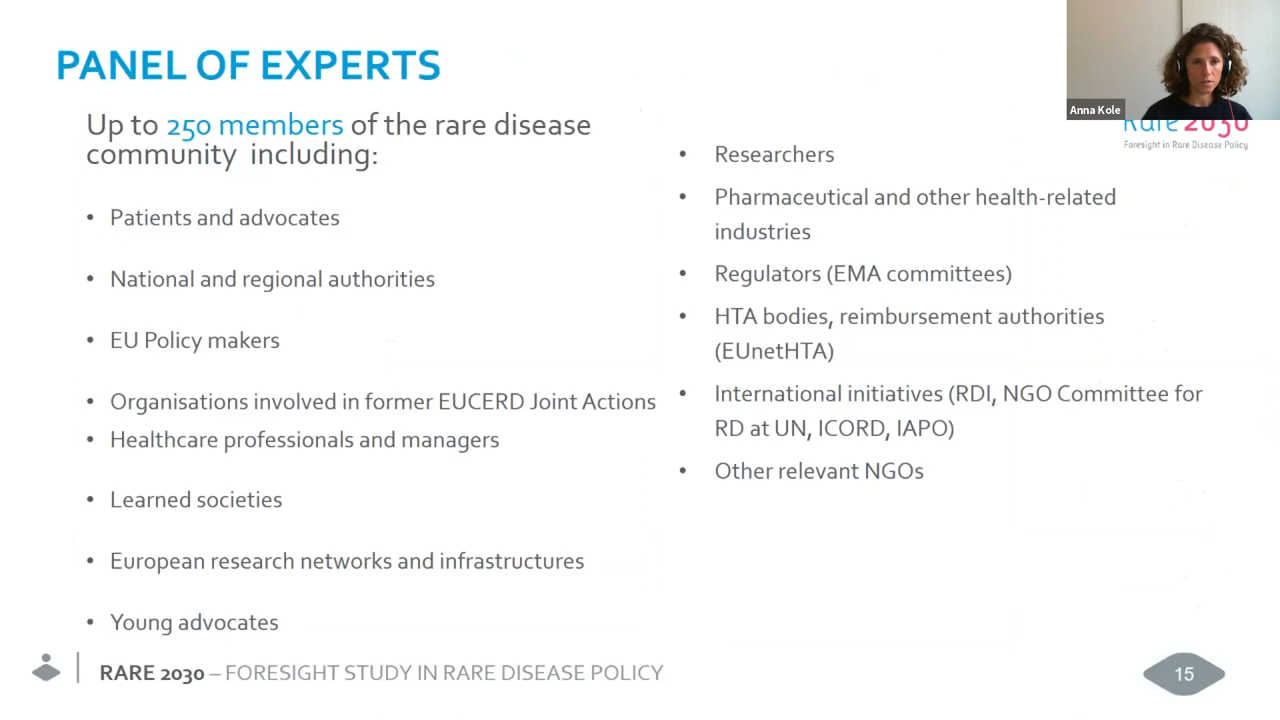 PANEL OF EXPERTS
Up to 250 members of the rare disease
community including:
• Patients and advocates
• National and regional authorities
• EU Policy makers
• Organisations involved in former EUCERD Joint Actions
• Healthcare professionals and managers
• Learned societies
• European research networks and infrastructures
• Young advocates
Anna Kole
Rare 2030
Foresight in Rare Disease Policy
• Researchers
• Pharmaceutical and other health-related
industries
• Regulators (EMA committees)
• HTA bodies, reimbursement authorities
(EUnetHTA)
• International initiatives (RDI, NGO Committee for
RD at UN, ICORD, IAPO)
• Other relevant NGOs
RARE 2030 – FORESIGHT STUDY IN RARE DISEASE POLICY
15